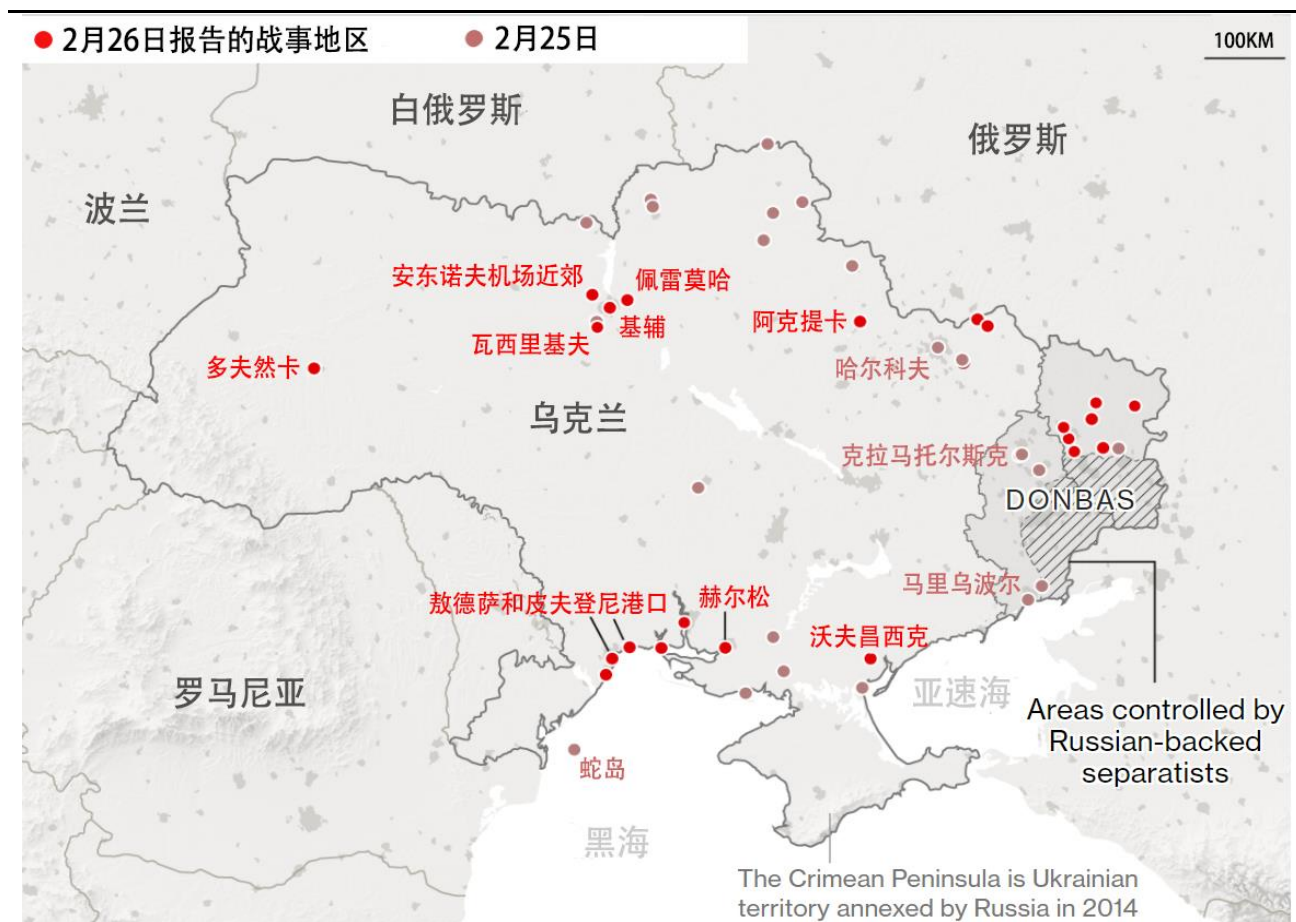 2月26日报告的战事地区
2月25日
100KM
白俄罗斯
俄罗斯
波兰
安东诺夫机场近郊
佩雷莫哈
基辅
瓦西里基夫
阿克提卡
哈尔科夫
多夫然卡
乌克兰
克拉马托尔斯克
DONBAS
马里乌波尔
敖德萨和皮夫登尼港口
赫尔松
沃夫昌西克
罗马尼亚
亚速海
Areas controlled by
Russian-backed
separatists
蛇岛
黑海
The Crimean Peninsula is Ukrainian
territory annexed by Russia in 2014